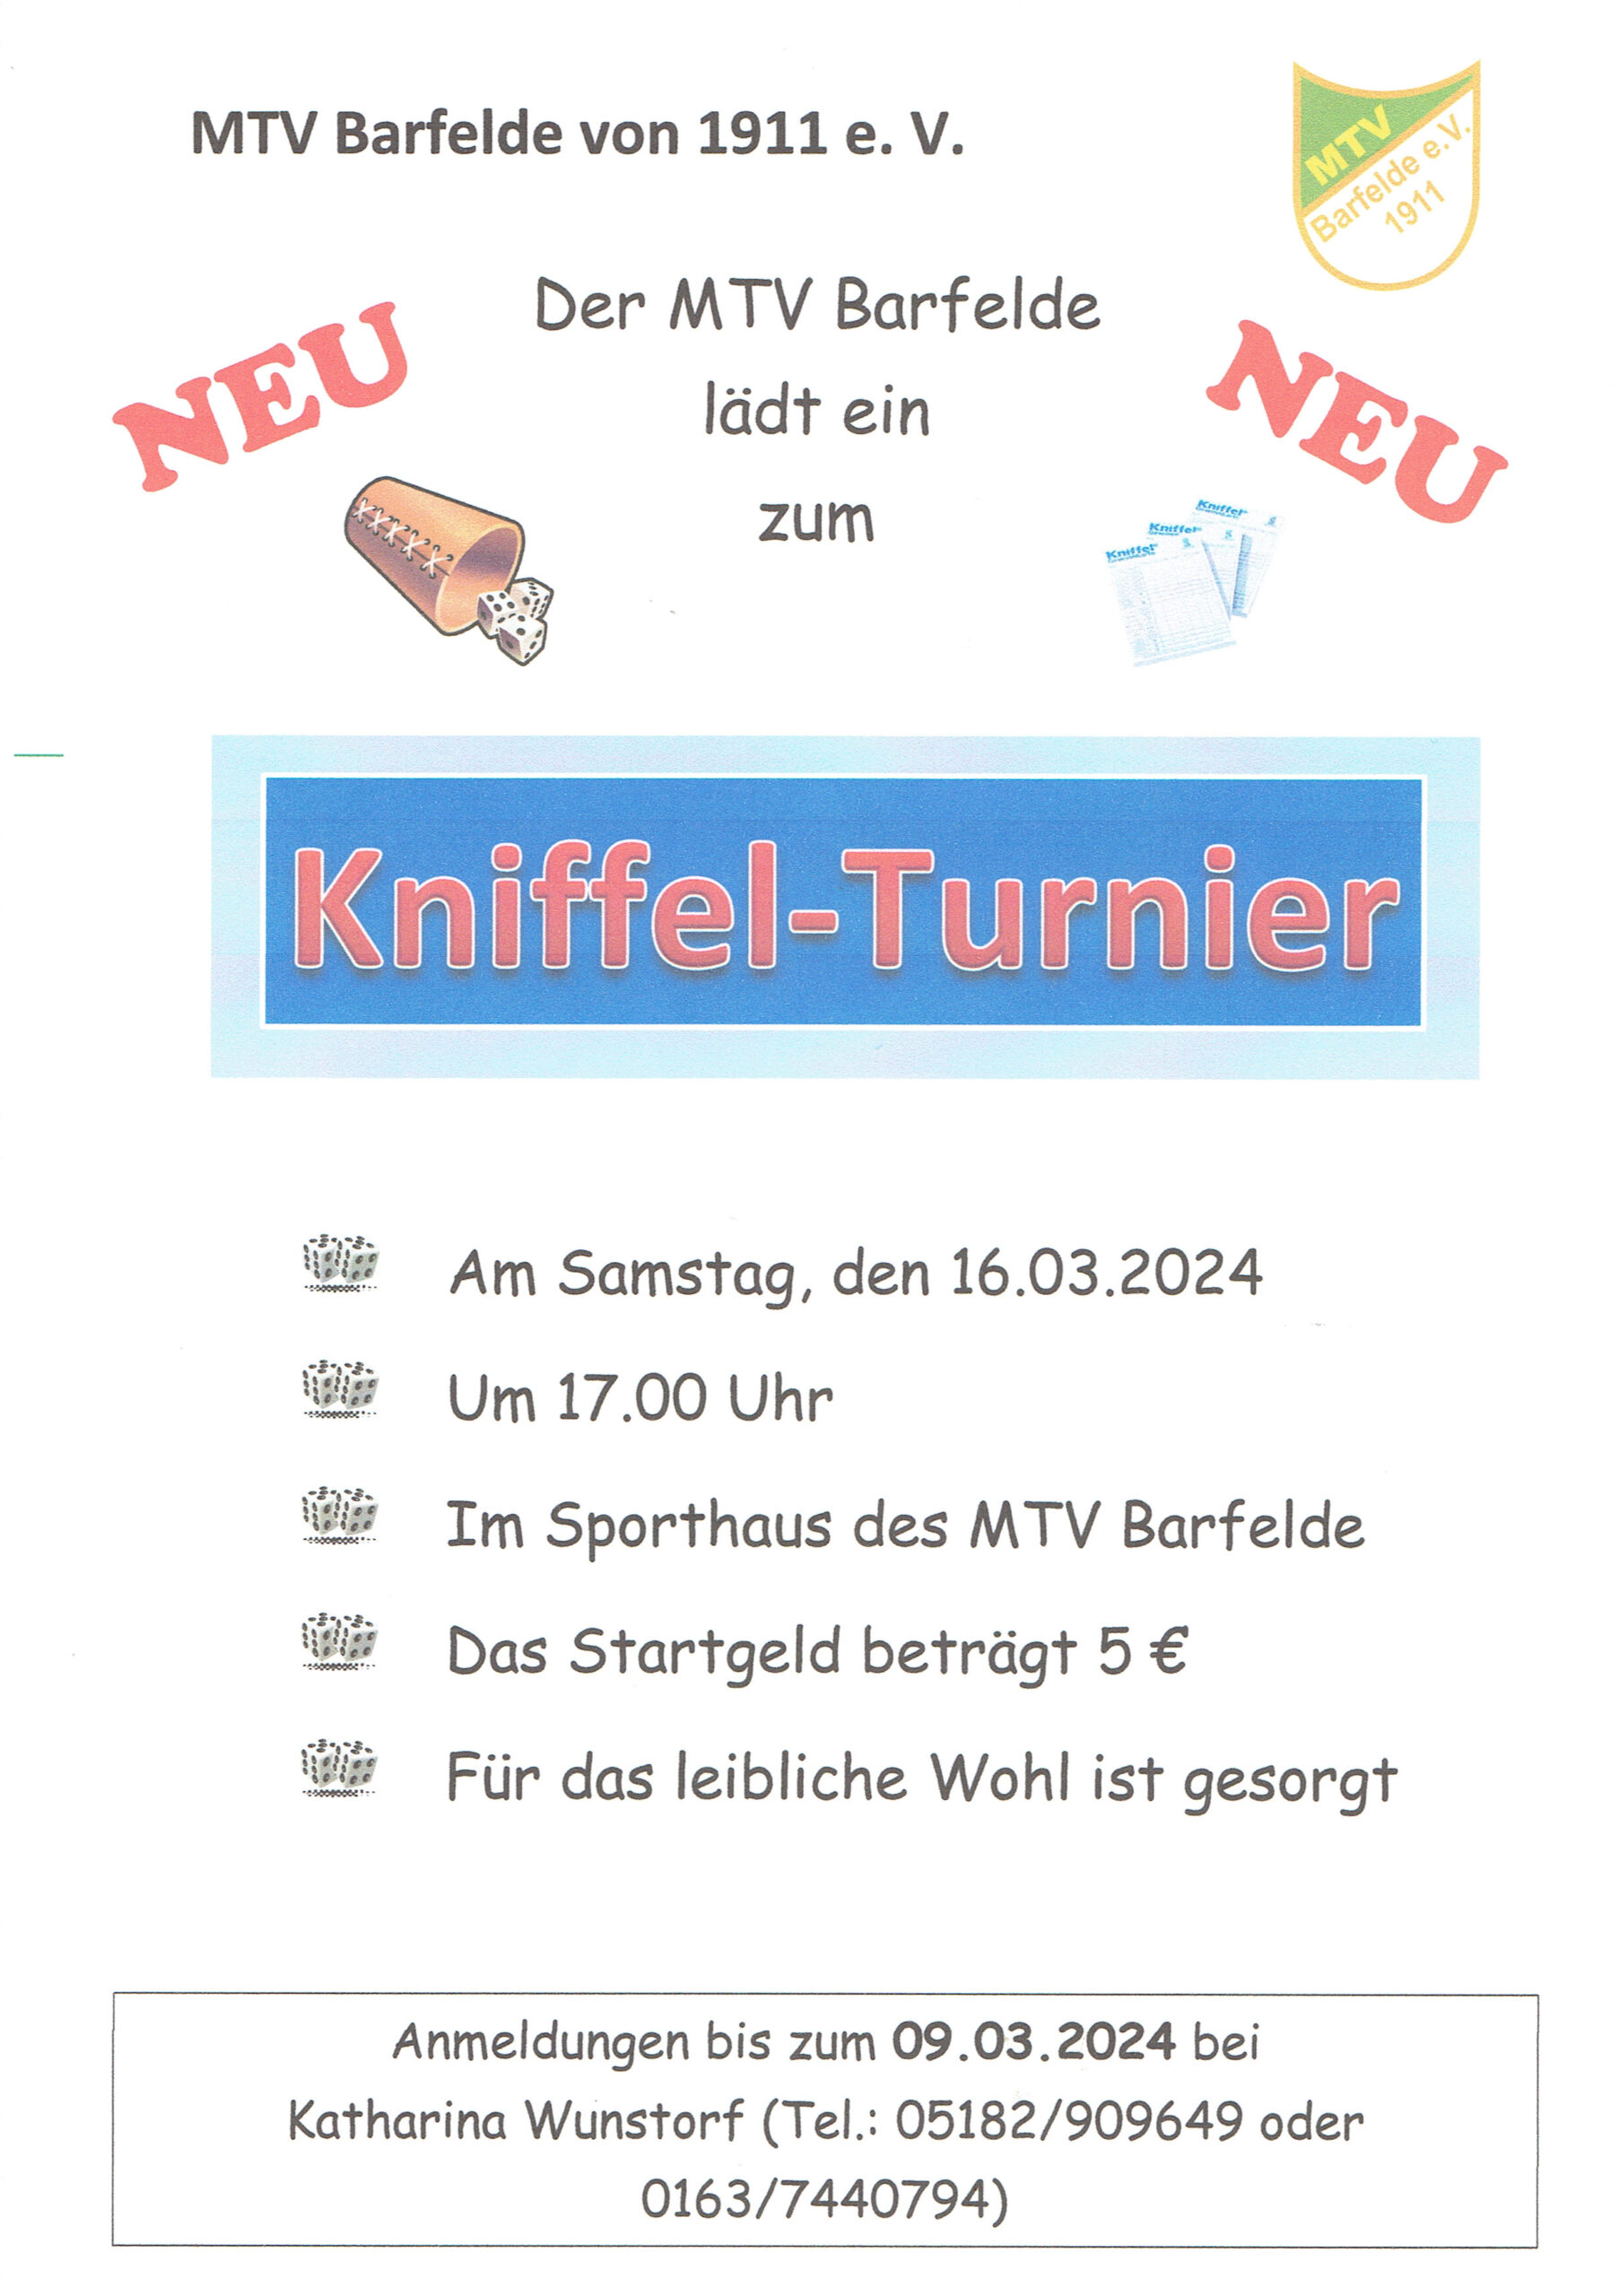 MTV Barfelde von 1911 e. V.
MTV
Barfelde e.V.
1911
Der MTV Barfelde
lädt ein
zum
NEU
NEU
Kniffel
Kniffel
Kniffel
Kniffel-Turnier
Am Samstag, den 16.03.2024
Um 17.00 Uhr
Im Sporthaus des MTV Barfelde
Das Startgeld beträgt 5 €
Für das leibliche Wohl ist gesorgt
Anmeldungen bis zum 09.03.2024 bei
Katharina Wunstorf (Tel.: 05182/909649 oder
0163/7440794)